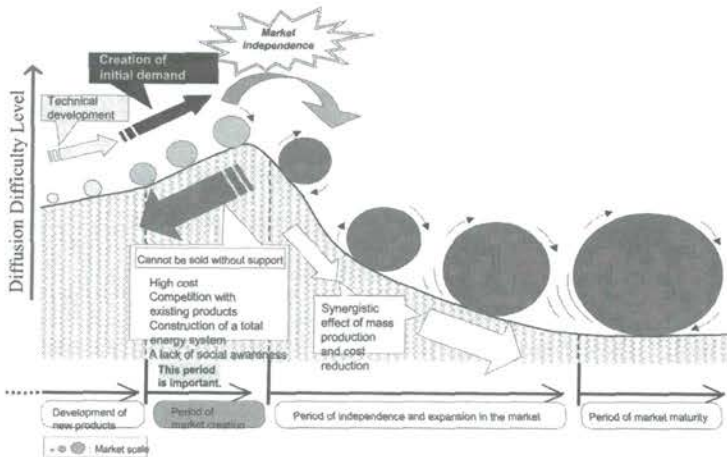 Market
Independence
Creation of
initial demand
Technical
development
Diffusion Difficulty Level
Cannot be sold without support
High cost
Competition with
existing products
Construction of a total
energy system
A lack of social awareness
This period
is important.
Synergistic
effect of mass
production
and cost
reduction
Development of
new products
Period of
market creation
Period of independence and expansion in the market
Period of market maturity
: Market scale